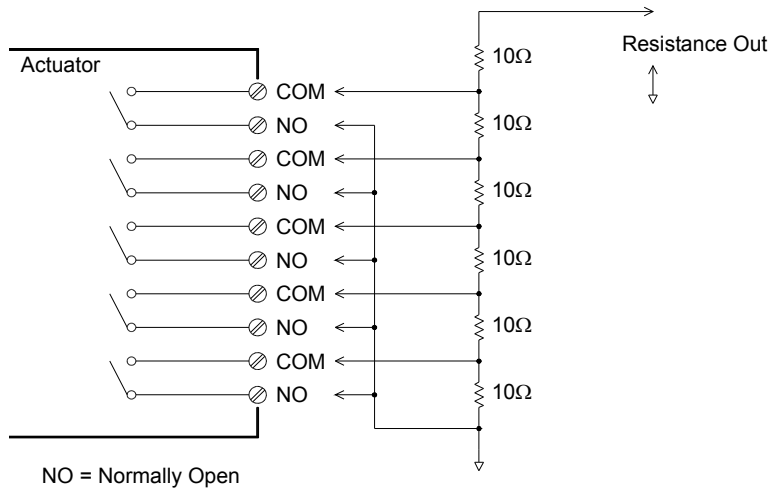 10Ω
Resistance Out
Actuator
COM
10Ω
NO
COM
10Ω
NO
COM
10Ω
NO
COM
10Ω
NO
COM
10Ω
NO
NO = Normally Open